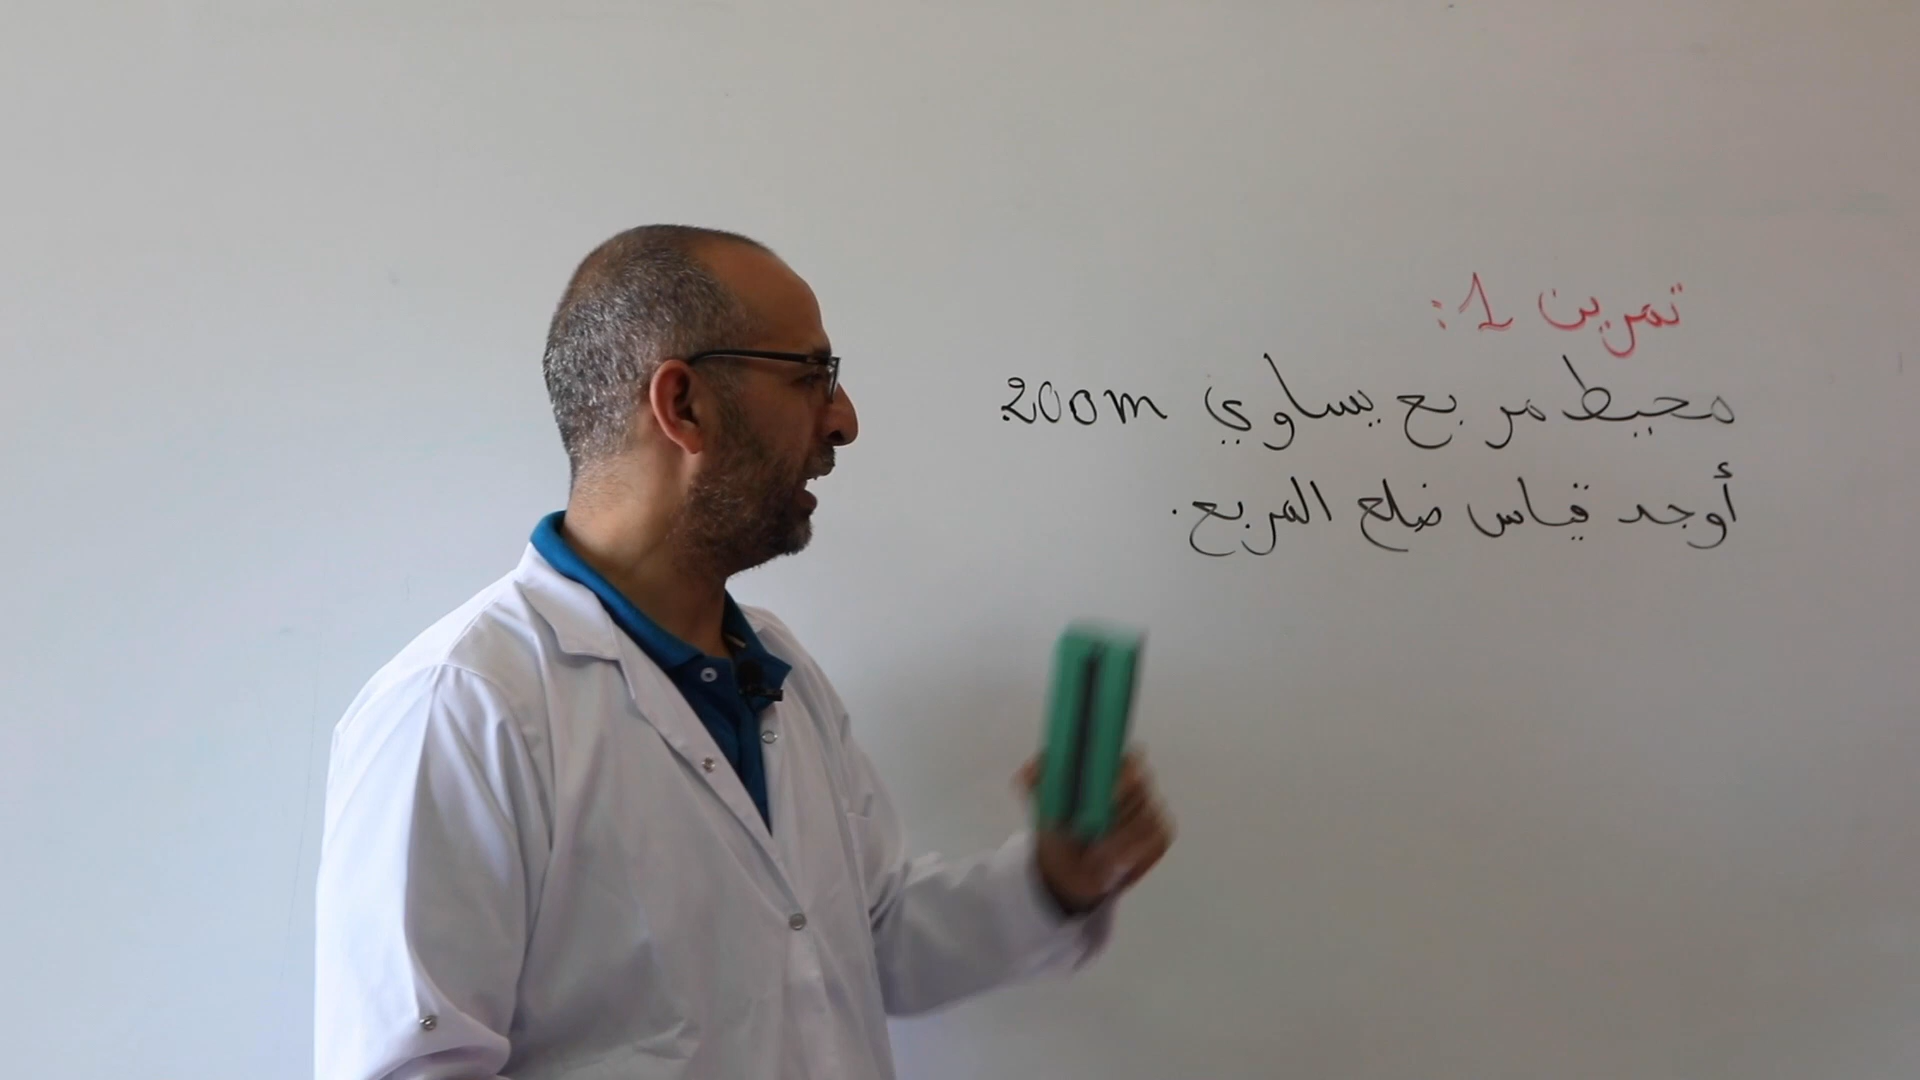 تمرين 1:
محيط مربع يساوي 200m
أوجد قياس ضلع المربع.